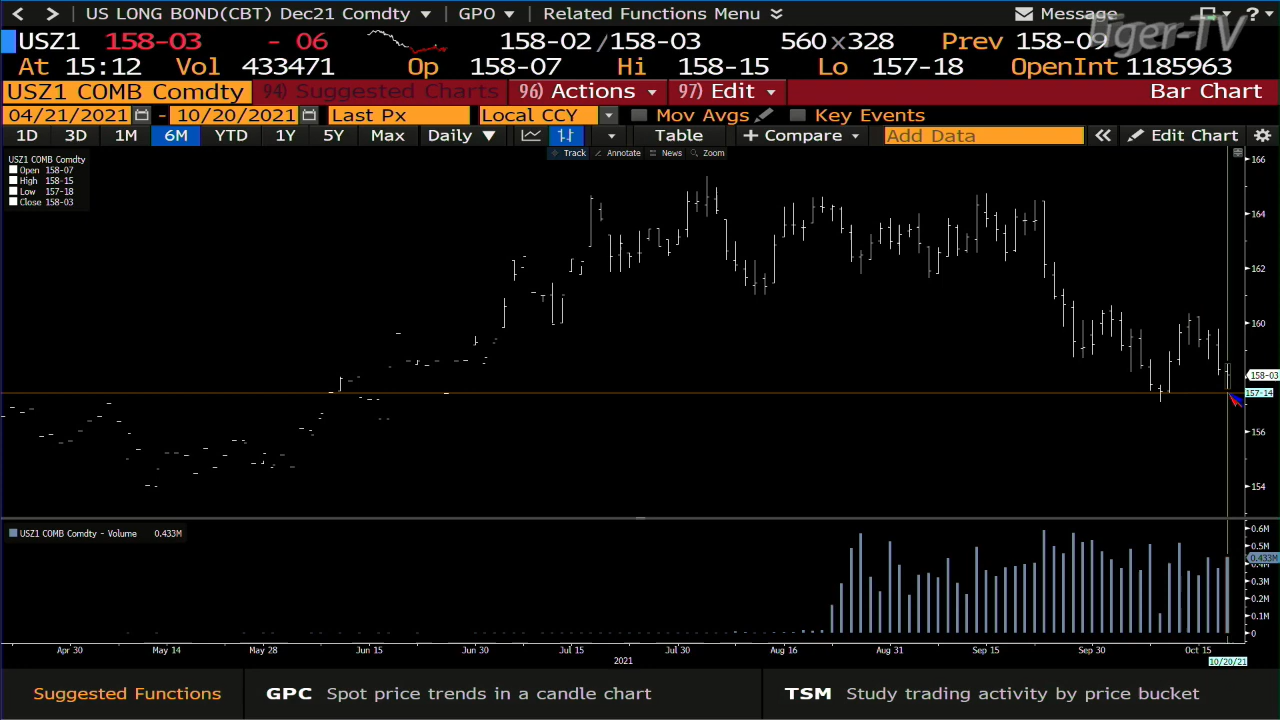 US LONG BOND(CBT) Dec21 Comdty GPO Related Functions Menu Message ?
Tiger-TV
USZ1 158-03 - 06 158-02/158-03 560x328 Prev 158-09
At 15:12 Vol 433471 Op 158-07 Hi 158-15 Lo 157-18 OpenInt 1185963
USZ1 COMB Comdty 94) Suggested Charts 96) Actions 97) Edit Bar Chart
04/21/2021 - 10/20/2021 Last Px Local CCY Mov Avgs Key Events
1D 3D 1M 6M YTD 1Y 5Y Max Daily Table + Compare Add Data Edit Chart
Track Annotate News Zoom
USZ1 COMB Comdty
Open 158-07
High 158-15
Low 157-18
Close 158-03
166
164
162
160
158-03
157-14
156
154
USZ1 COMB Comdty - Volume 0.433M
0.6M
0.5M
0.433M
0.4M
0.3M
0.2M
0.1M
0
Apr 30 May 14 May 28 Jun 15 Jun 30 Jul 15 Jul 30 Aug 16 Aug 31 Sep 15 Sep 30 Oct 15
2021 10/20/21
Suggested Functions GPC Spot price trends in a candle chart TSM Study trading activity by price bucket